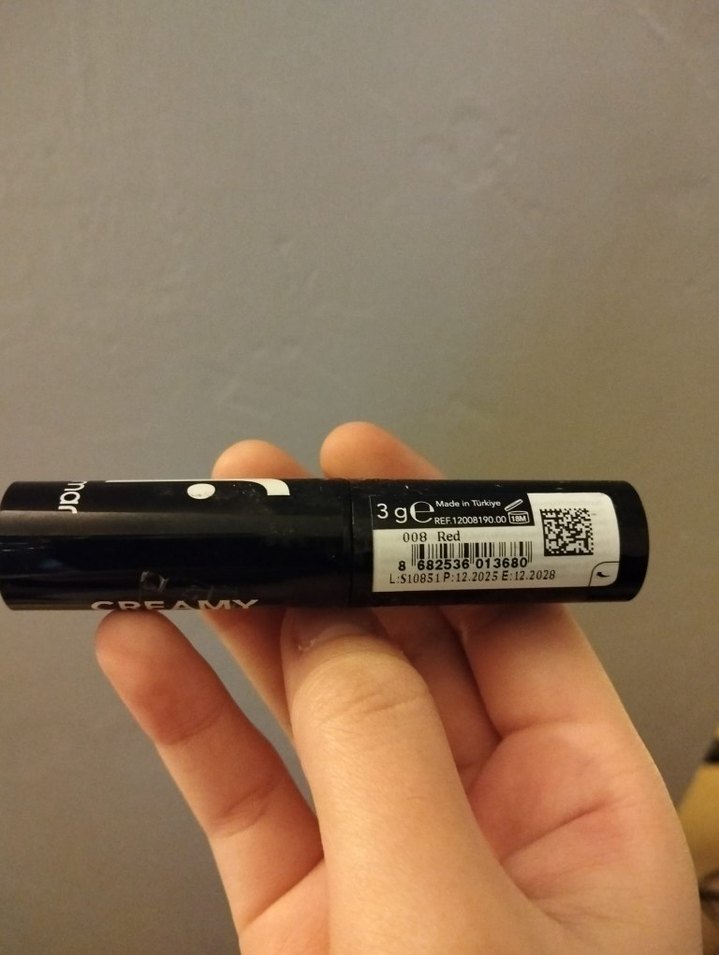 mar
CREAMY
3 g e Made in Türkiye
REF.12008190.00 18M
008 Red
8 682536 013680
L:S10851 P:12.2025 E:12.2028